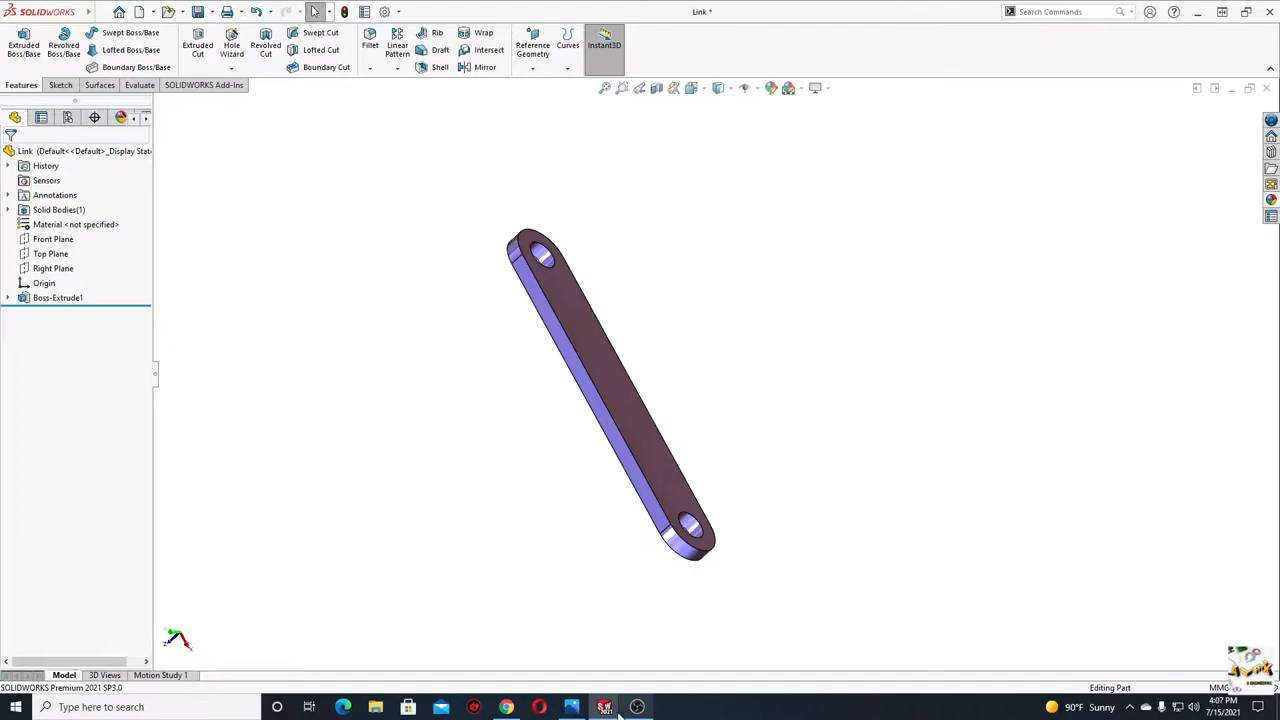 SOLIDWORKS
Link *
Search Commands
Extruded Boss/Base
Revolved Boss/Base
Swept Boss/Base
Lofted Boss/Base
Boundary Boss/Base
Extruded Cut
Hole Wizard
Revolved Cut
Swept Cut
Lofted Cut
Boundary Cut
Fillet
Linear Pattern
Rib
Draft
Shell
Wrap
Intersect
Mirror
Reference Geometry
Curves
Instant3D
Features
Sketch
Surfaces
Evaluate
SOLIDWORKS Add-Ins
Link (Default<<Default>_Display State
History
Sensors
Annotations
Solid Bodies(1)
Material <not specified>
Front Plane
Top Plane
Right Plane
Origin
Boss-Extrude1
Model
3D Views
Motion Study 1
SOLIDWORKS Premium 2021 SP3.0
Editing Part
Type here to search
90°F Sunny
4:07 PM
7/15/2021